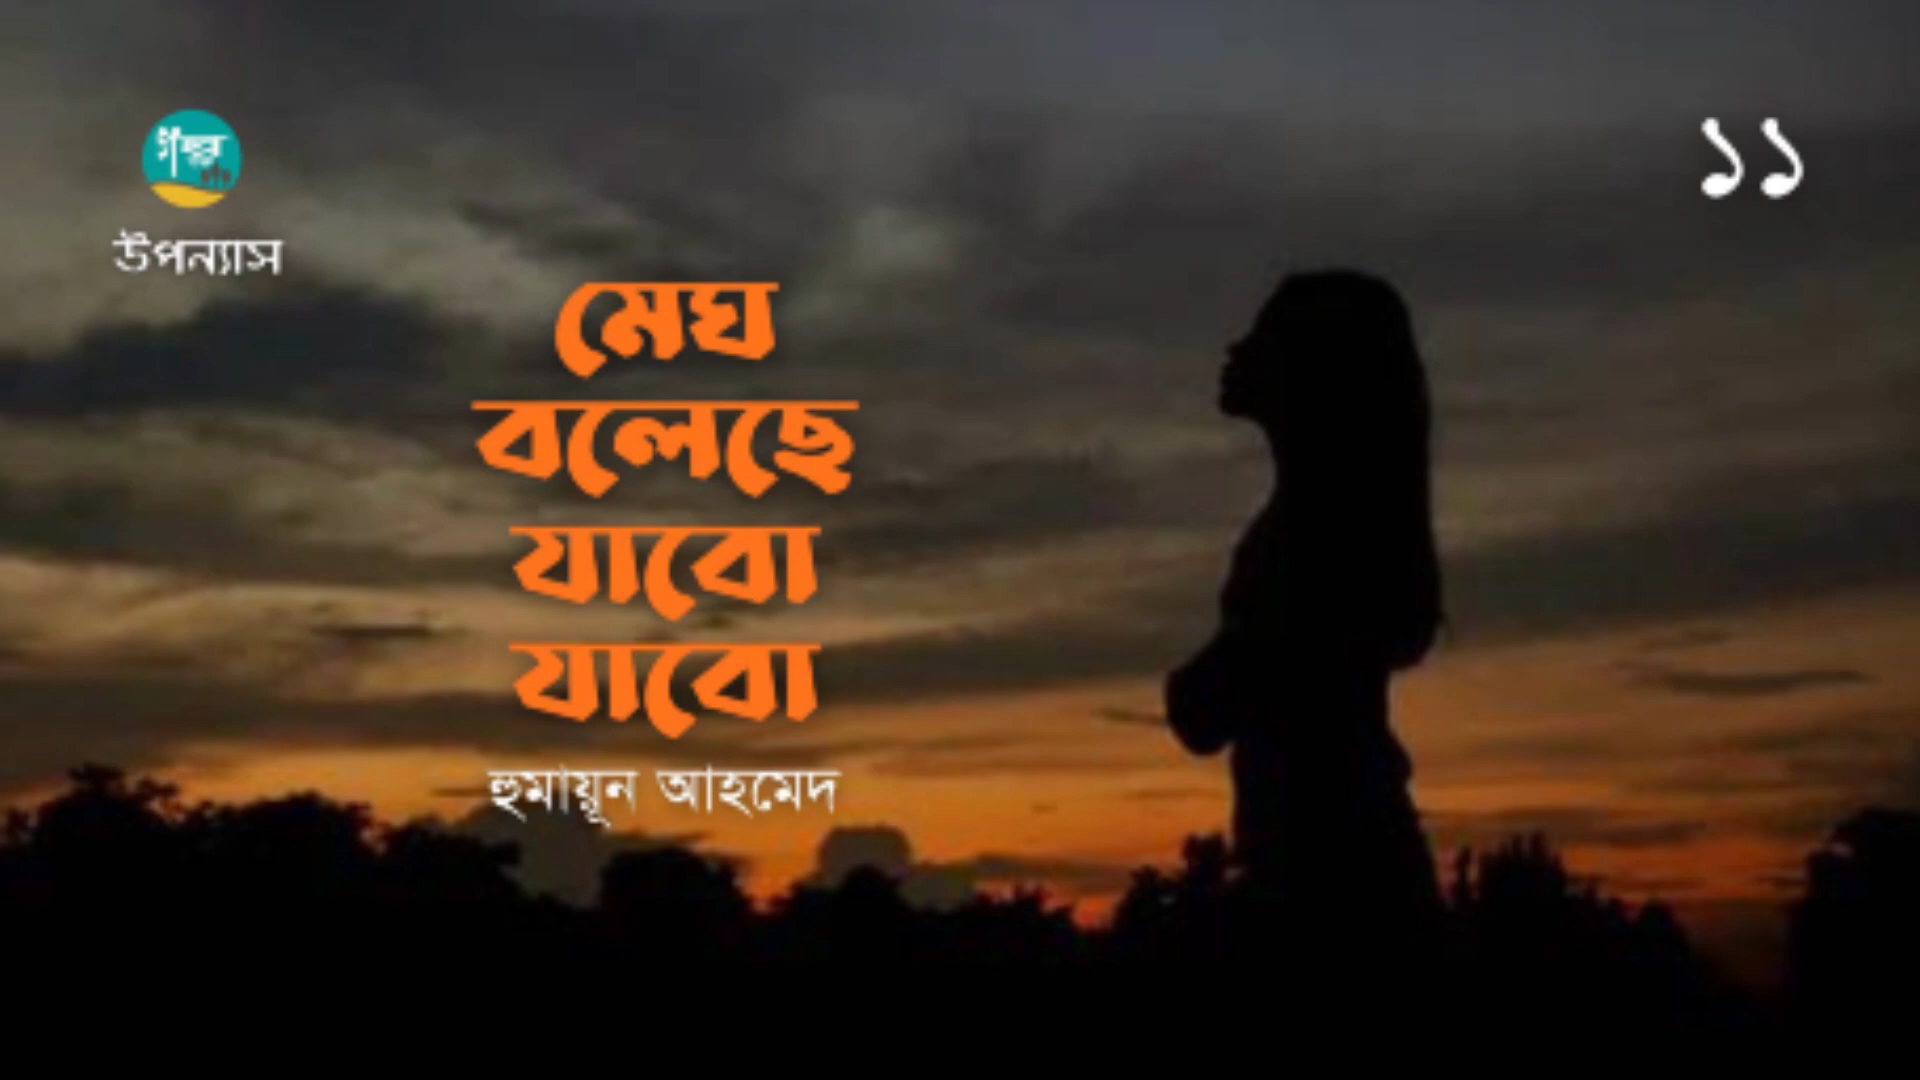 উপন্যাস
১১
মেঘ
বলেছে
যাবো
যাবো
হুমায়ূন আহমেদ